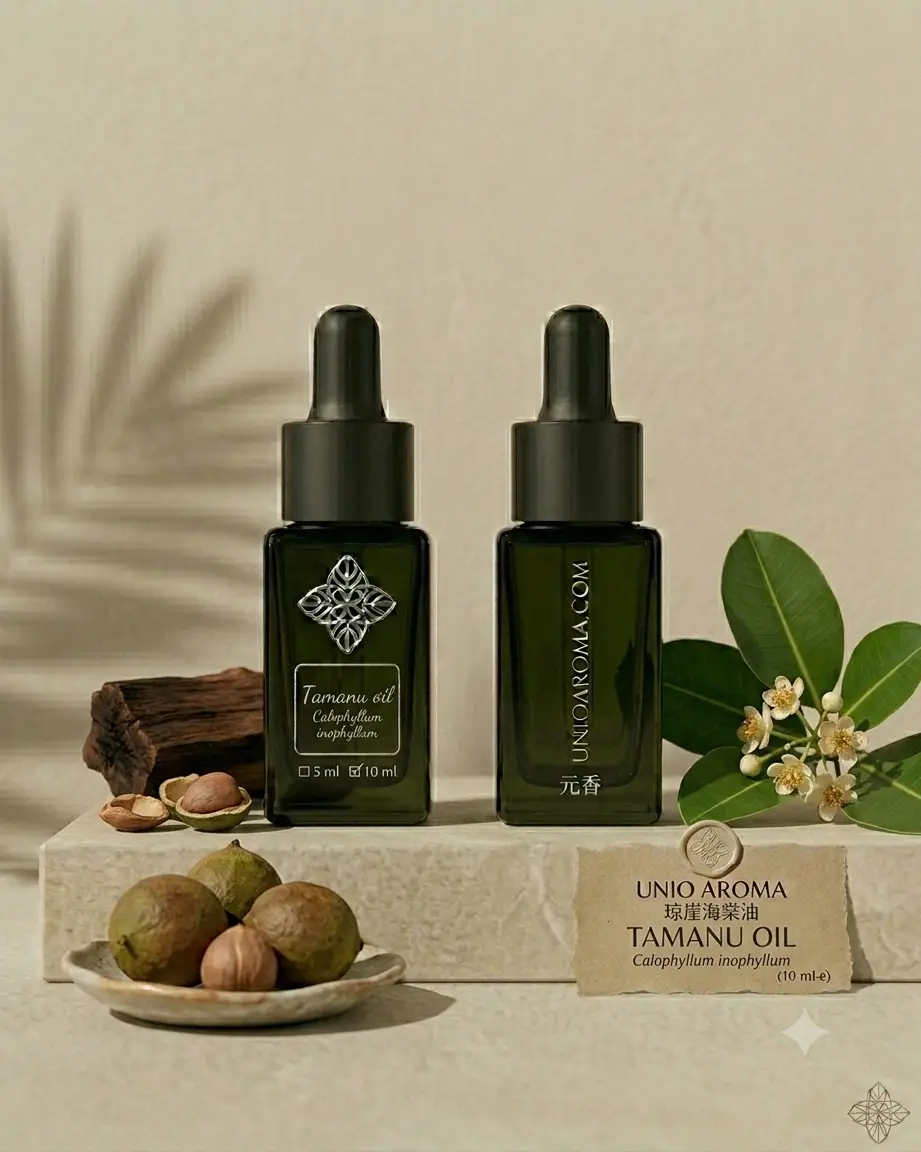 Tamanu oil
Calophyllum
inophyllum
☐ 5 ml ☑ 10 ml
UNIOAROMA.COM
元香
UNIO AROMA
琼崖海棠油
TAMANU OIL
Calophyllum inophyllum
(10 ml-e)